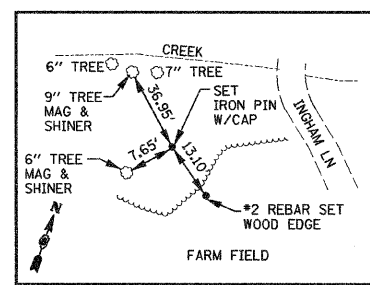 CREEK
6" TREE
7" TREE
9" TREE
MAG &
SHINER
36.95'
SET
IRON PIN
W/CAP
INGHAM LN
6" TREE
MAG &
SHINER
7.65'
13.10'
#2 REBAR SET
WOOD EDGE
N
FARM FIELD